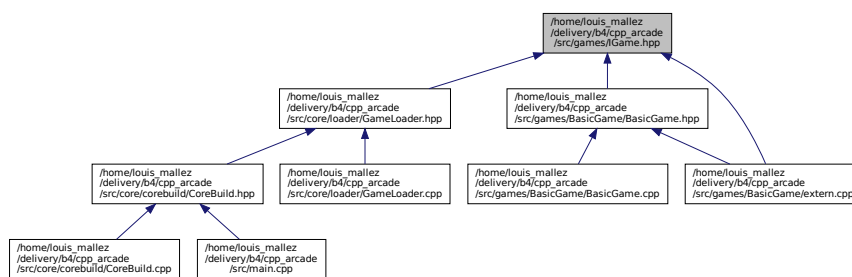 /home/louis_mallez
/delivery/b4/cpp_arcade
/src/games/IGame.hpp
/home/louis_mallez
/delivery/b4/cpp_arcade
/src/core/loader/GameLoader.hpp
/home/louis_mallez
/delivery/b4/cpp_arcade
/src/games/BasicGame/BasicGame.hpp
/home/louis_mallez
/delivery/b4/cpp_arcade
/src/core/corebuild/CoreBuild.hpp
/home/louis_mallez
/delivery/b4/cpp_arcade
/src/core/loader/GameLoader.cpp
/home/louis_mallez
/delivery/b4/cpp_arcade
/src/games/BasicGame/BasicGame.cpp
/home/louis_mallez
/delivery/b4/cpp_arcade
/src/games/BasicGame/extern.cpp
/home/louis_mallez
/delivery/b4/cpp_arcade
/src/core/corebuild/CoreBuild.cpp
/home/louis_mallez
/delivery/b4/cpp_arcade
/src/main.cpp